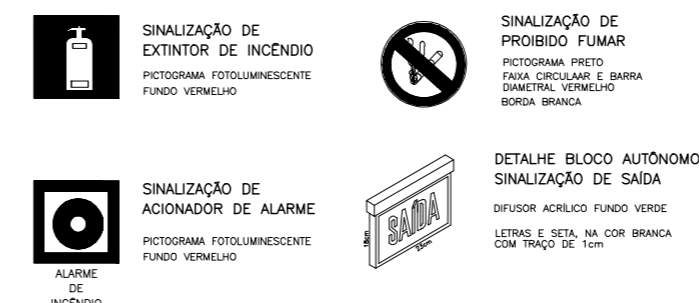 SINALIZAÇÃO DE
EXTINTOR DE INCÊNDIO
PICTOGRAMA FOTOLUMINESCENTE
FUNDO VERMELHO
SINALIZAÇÃO DE
PROIBIDO FUMAR
PICTOGRAMA PRETO
FAIXA CIRCULAAR E BARRA
DIAMETRAL VERMELHO
BORDA BRANCA
SINALIZAÇÃO DE
ACIONADOR DE ALARME
PICTOGRAMA FOTOLUMINESCENTE
FUNDO VERMELHO
ALARME
DE
INCÊNDIO
DETALHE BLOCO AUTÔNOMO
SINALIZAÇÃO DE SAÍDA
DIFUSOR ACRÍLICO FUNDO VERDE
LETRAS E SETA, NA COR BRANCA
COM TRAÇO DE 1cm
SAÍDA
18cm
25cm